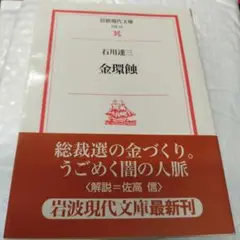 岩波現代文庫
石川達三
金環蝕
総裁選の金づくり。
うごめく闇の人脈
〈解説=佐高 信〉
岩波現代文庫最新刊